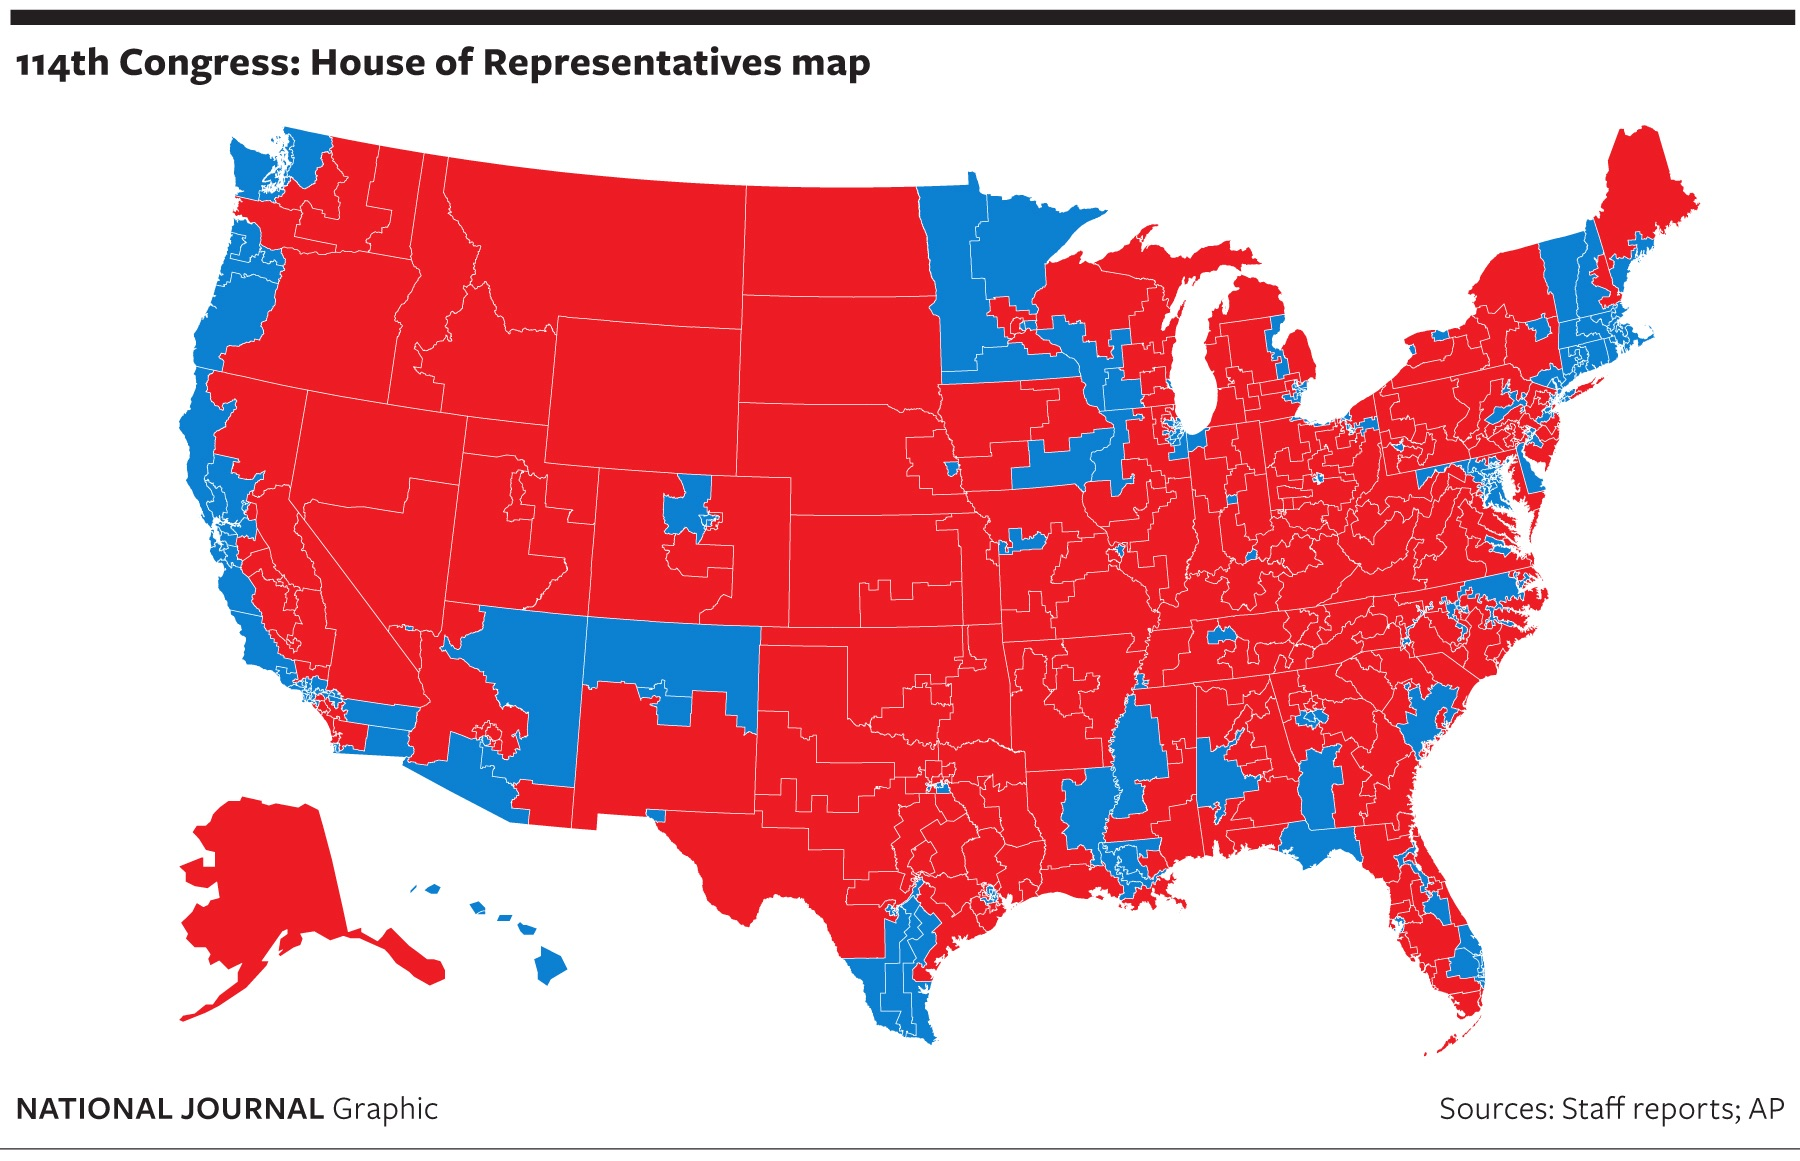 114th Congress: House of Representatives map
NATIONAL JOURNAL Graphic
Sources: Staff reports; AP